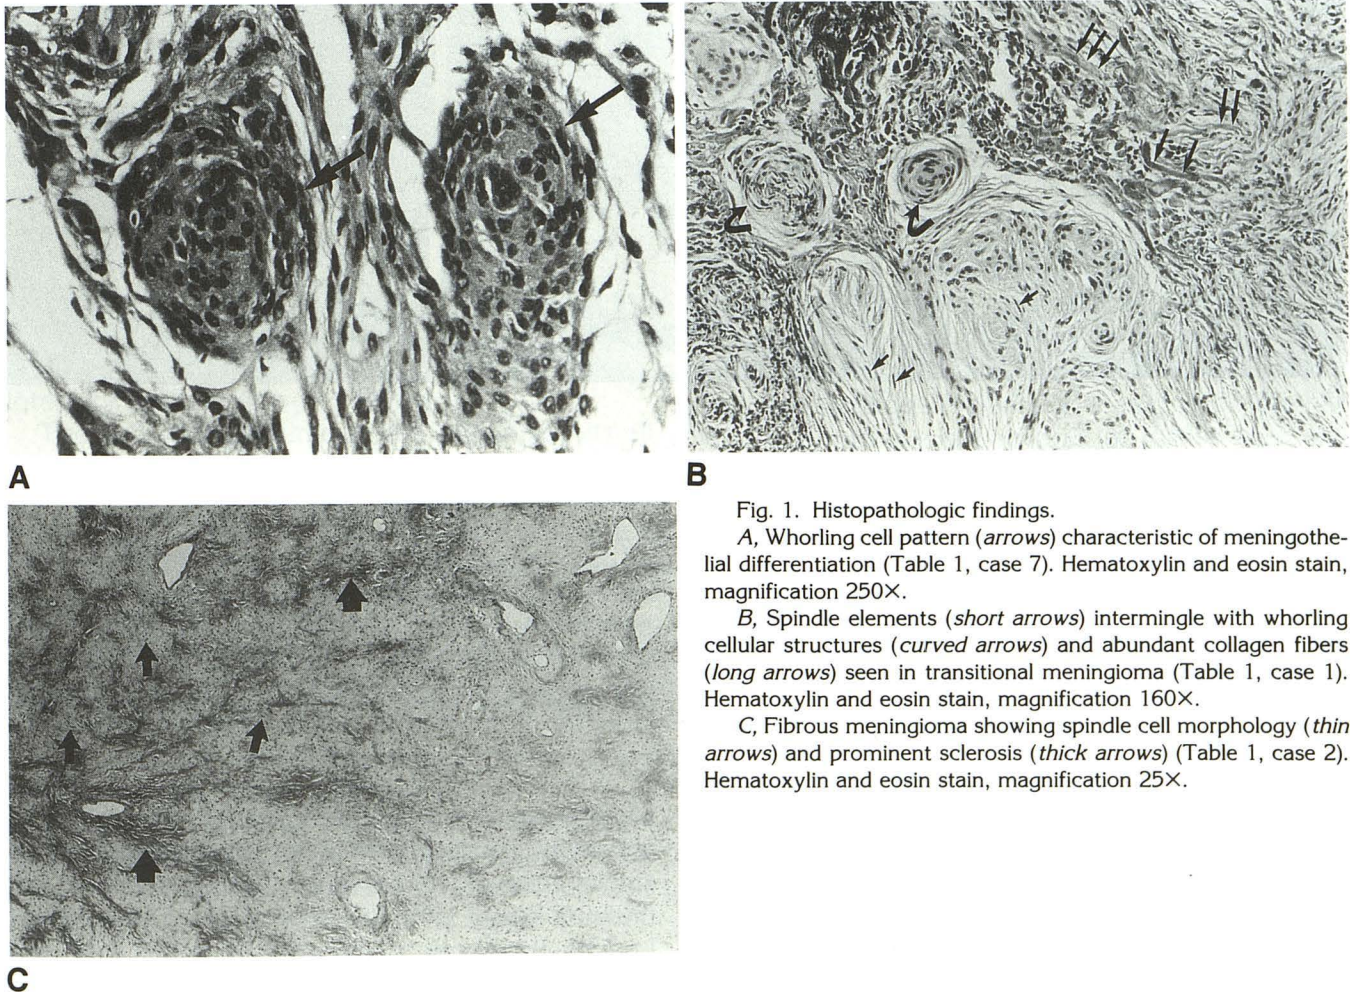 A
B
C
Fig. 1. Histopathologic findings.
A, Whorling cell pattern (arrows) characteristic of meningothe-
lial differentiation (Table 1, case 7). Hematoxylin and eosin stain,
magnification 250×.
B, Spindle elements (short arrows) intermingle with whorling
cellular structures (curved arrows) and abundant collagen fibers
(long arrows) seen in transitional meningioma (Table 1, case 1).
Hematoxylin and eosin stain, magnification 160×.
C, Fibrous meningioma showing spindle cell morphology (thin
arrows) and prominent sclerosis (thick arrows) (Table 1, case 2).
Hematoxylin and eosin stain, magnification 25×.